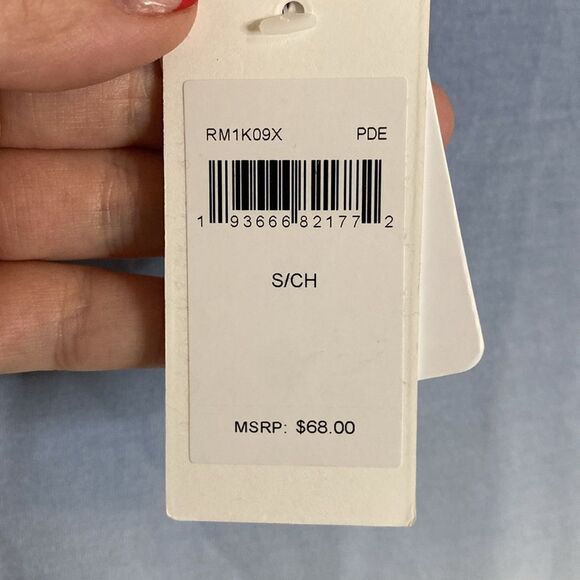 RM1K09X PDE
1 93666 82177 2
S/CH
MSRP: $68.00